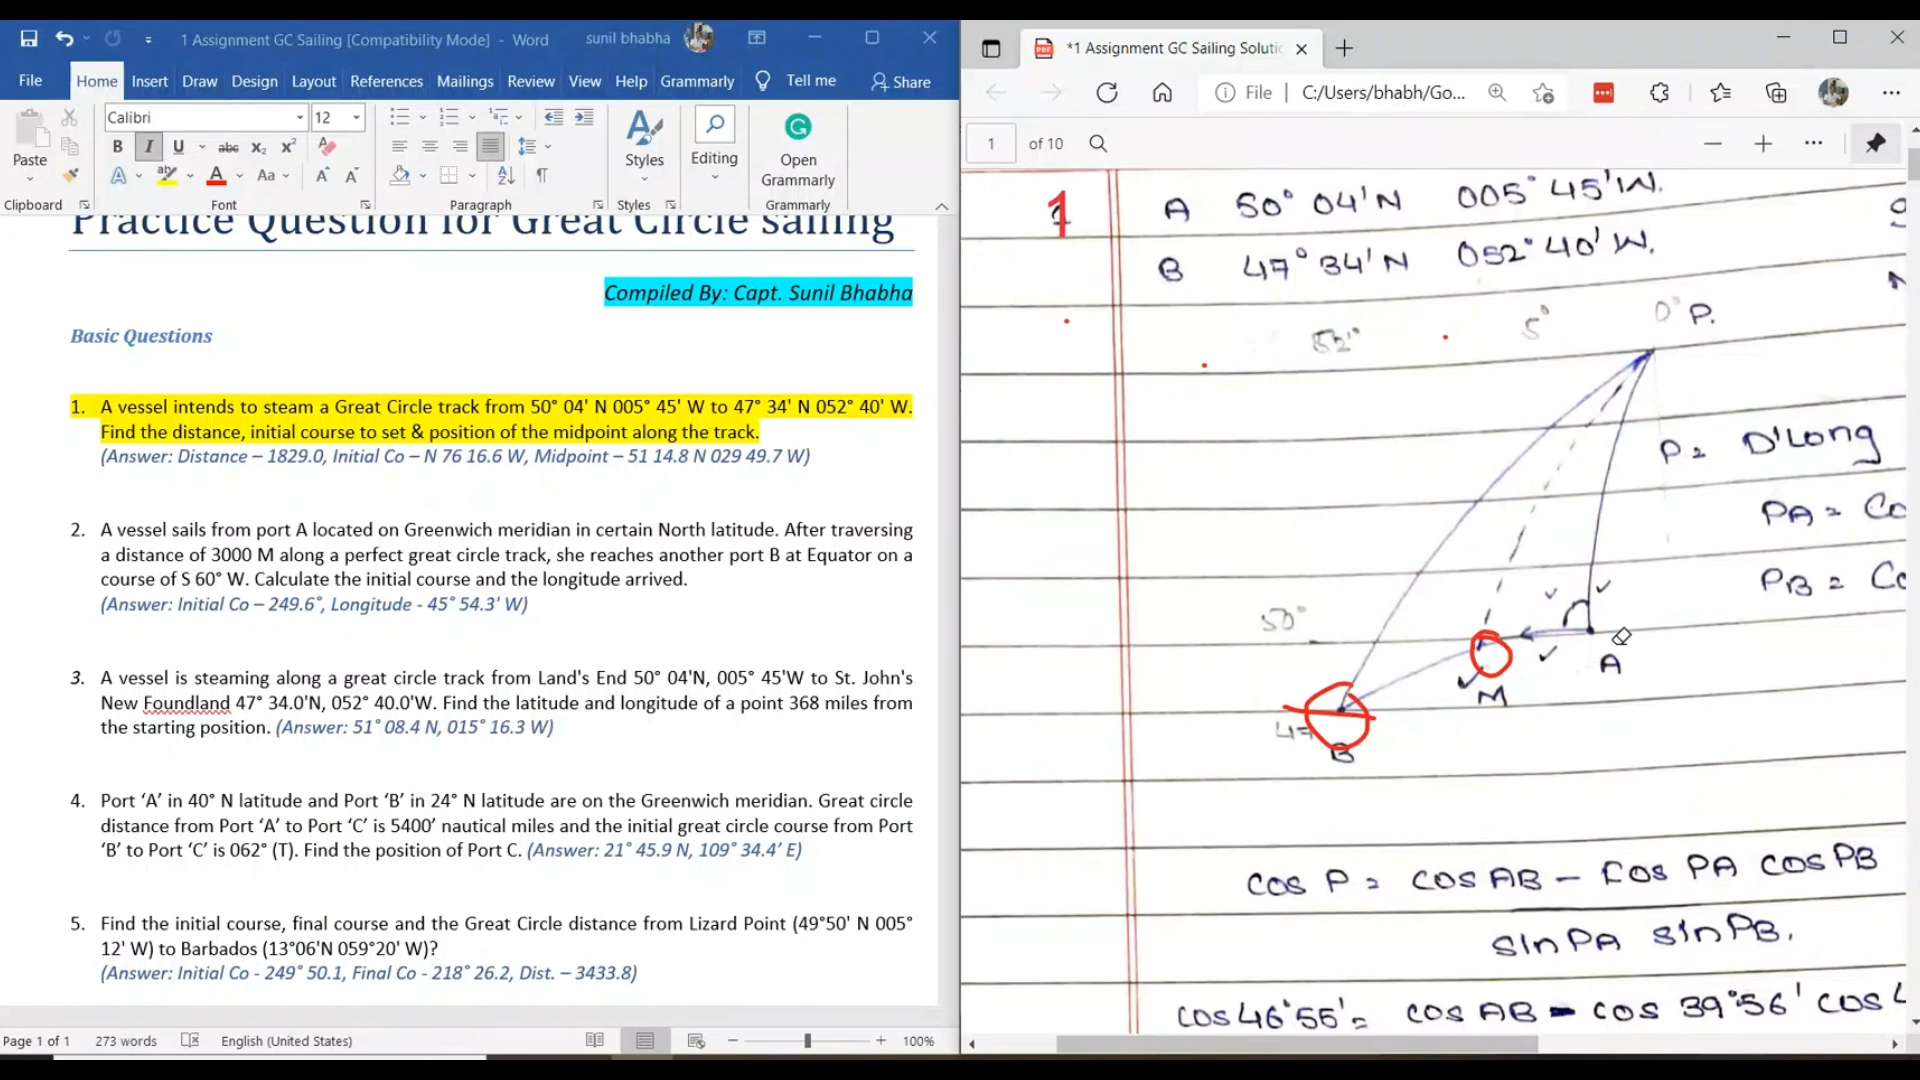 1 Assignment GC Sailing [Compatibility Mode] - Word
sunil bhabha
File Home Insert Draw Design Layout References Mailings Review View Help Grammarly Tell me Share
Calibri 12
Paste
B I U abc X₂ X²
A A Aa A A
Styles
Editing
Open
Grammarly
Clipboard Font Paragraph Styles Grammarly
Practice Question for Great Circle sailing
Compiled By: Capt. Sunil Bhabha
Basic Questions
1. A vessel intends to steam a Great Circle track from 50° 04' N 005° 45' W to 47° 34' N 052° 40' W.
Find the distance, initial course to set & position of the midpoint along the track.
(Answer: Distance – 1829.0, Initial Co – N 76 16.6 W, Midpoint – 51 14.8 N 029 49.7 W)
2. A vessel sails from port A located on Greenwich meridian in certain North latitude. After traversing
a distance of 3000 M along a perfect great circle track, she reaches another port B at Equator on a
course of S 60° W. Calculate the initial course and the longitude arrived.
(Answer: Initial Co – 249.6°, Longitude - 45° 54.3' W)
3. A vessel is steaming along a great circle track from Land's End 50° 04'N, 005° 45'W to St. John's
New Foundland 47° 34.0'N, 052° 40.0'W. Find the latitude and longitude of a point 368 miles from
the starting position. (Answer: 51° 08.4 N, 015° 16.3 W)
4. Port ‘A’ in 40° N latitude and Port ‘B’ in 24° N latitude are on the Greenwich meridian. Great circle
distance from Port ‘A’ to Port ‘C’ is 5400’ nautical miles and the initial great circle course from Port
‘B’ to Port ‘C’ is 062° (T). Find the position of Port C. (Answer: 21° 45.9 N, 109° 34.4’ E)
5. Find the initial course, final course and the Great Circle distance from Lizard Point (49°50' N 005°
12' W) to Barbados (13°06'N 059°20' W)?
(Answer: Initial Co - 249° 50.1, Final Co - 218° 26.2, Dist. – 3433.8)
Page 1 of 1 273 words English (United States) 100%
*1 Assignment GC Sailing Soluti
File C:/Users/bhabh/Go...
1 of 10
1 A 50° 04' N 005° 45' W.
B 47° 34' N 052° 40' W.
52° 5° 0° P.
P = D'Long
PA = Co
PB = Co
50°
A
M
47
B
cos P = cos AB – cos PA cos PB
sin PA sin PB.
cos 46°55' = cos AB – cos 39°56' cos 4